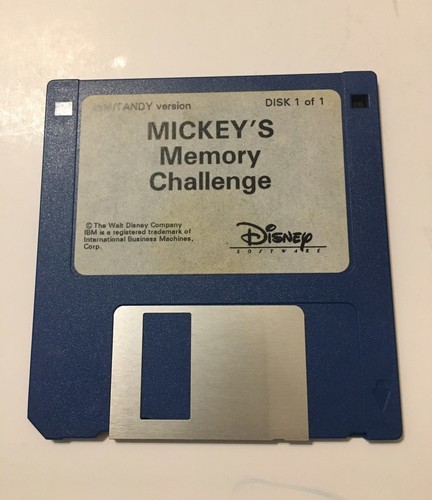 /TANDY version
DISK 1 of 1
MICKEY'S
Memory
Challenge
© The Walt Disney Company
IBM is a registered trademark of
International Business Machines,
Corp.
Disney
SOFTWARE